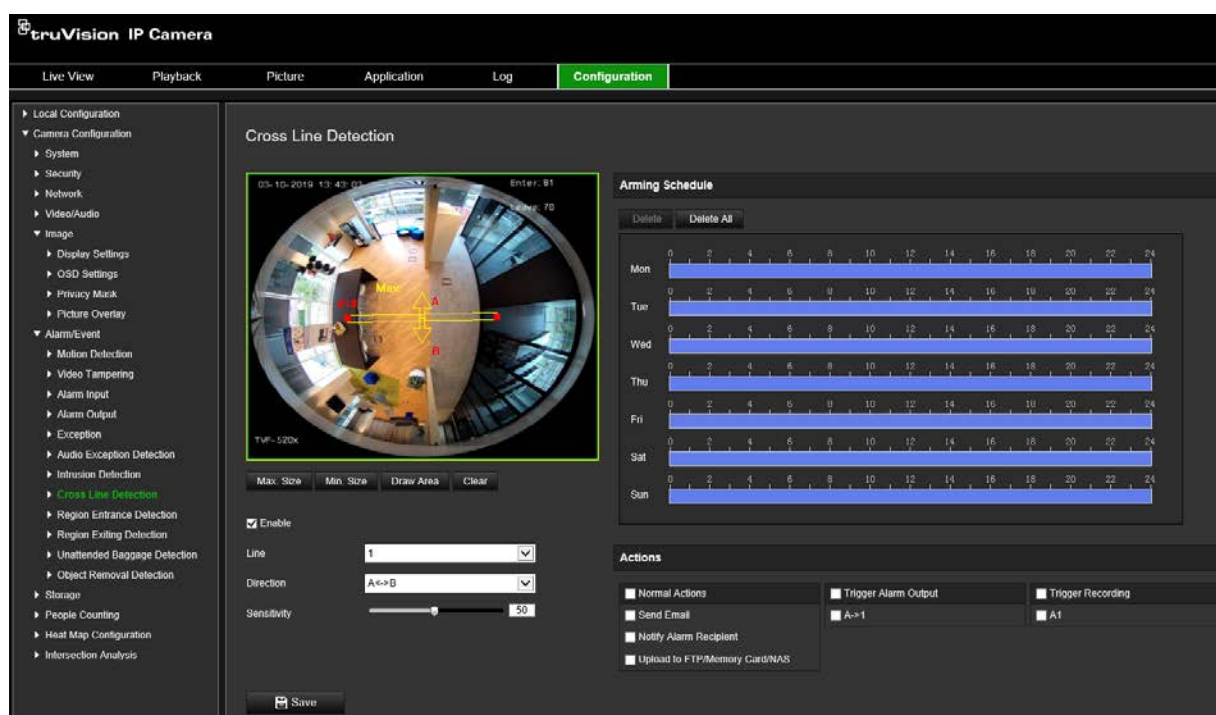 truVision IP Camera
Live View Playback Picture Application Log Configuration
Local Configuration
Camera Configuration
System
Security
Network
Video/Audio
Image
Display Settings
OSD Settings
Privacy Mask
Picture Overlay
Alarm/Event
Motion Detection
Video Tampering
Alarm Input
Alarm Output
Exception
Audio Exception Detection
Intrusion Detection
Cross Line Detection
Region Entrance Detection
Region Exiting Detection
Unattended Baggage Detection
Object Removal Detection
Storage
People Counting
Heat Map Configuration
Intersection Analysis
Cross Line Detection
03-10-2019 13:43:03
Enter:81
Leave:70
Max
A
B
TVF-520x
Max. Size Min. Size Draw Area Clear
Enable
Line 1
Direction A<->B
Sensitivity 50
Save
Arming Schedule
Delete Delete All
0 2 4 6 8 10 12 14 16 18 20 22 24
Mon
0 2 4 6 8 10 12 14 16 18 20 22 24
Tue
0 2 4 6 8 10 12 14 16 18 20 22 24
Wed
0 2 4 6 8 10 12 14 16 18 20 22 24
Thu
0 2 4 6 8 10 12 14 16 18 20 22 24
Fri
0 2 4 6 8 10 12 14 16 18 20 22 24
Sat
0 2 4 6 8 10 12 14 16 18 20 22 24
Sun
Actions
Normal Actions Trigger Alarm Output Trigger Recording
Send Email A->1 A1
Notify Alarm Recipient
Upload to FTP/Memory Card/NAS